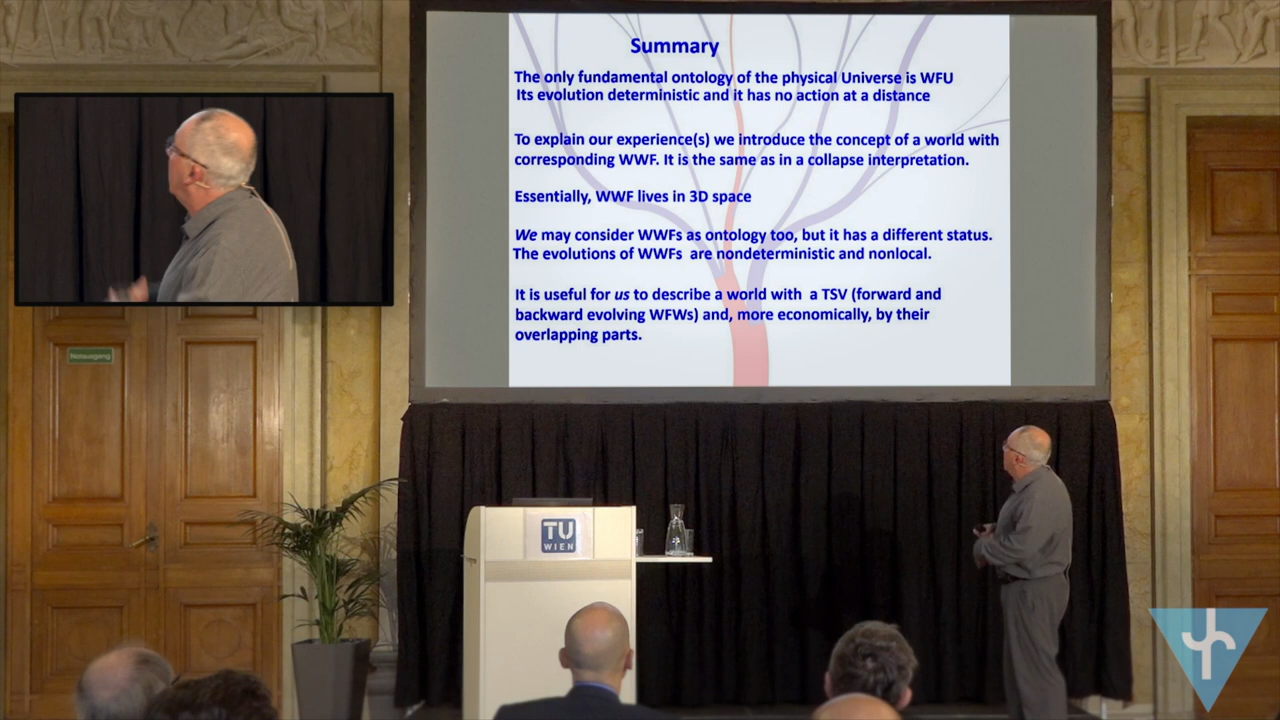 Summary
The only fundamental ontology of the physical Universe is WFU
Its evolution deterministic and it has no action at a distance
To explain our experience(s) we introduce the concept of a world with
corresponding WWF. It is the same as in a collapse interpretation.
Essentially, WWF lives in 3D space
We may consider WWFs as ontology too, but it has a different status.
The evolutions of WWFs are nondeterministic and nonlocal.
It is useful for us to describe a world with a TSV (forward and
backward evolving WFWs) and, more economically, by their
overlapping parts.
Notausgang
TU
WIEN